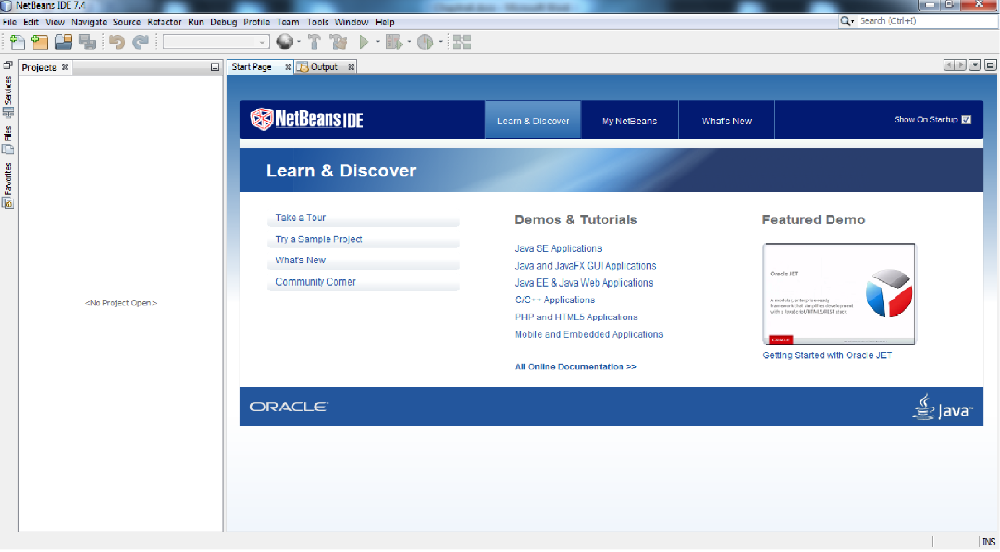 NetBeans IDE 7.4
File Edit View Navigate Source Refactor Run Debug Profile Team Tools Window Help
Search (Ctrl+I)
Projects
Start Page
Output
Services
Files
Favorites
<No Project Open>
NetBeans IDE
Learn & Discover
My NetBeans
What's New
Show On Startup
Learn & Discover
Take a Tour
Try a Sample Project
What's New
Community Corner
Demos & Tutorials
Java SE Applications
Java and JavaFX GUI Applications
Java EE & Java Web Applications
C/C++ Applications
PHP and HTML5 Applications
Mobile and Embedded Applications
All Online Documentation >>
Featured Demo
Oracle JET
A modular, enterprise-ready
framework that simplifies development
with a JavaScript/HTML5/REST stack
ORACLE
Getting Started with Oracle JET
ORACLE
Java
INS